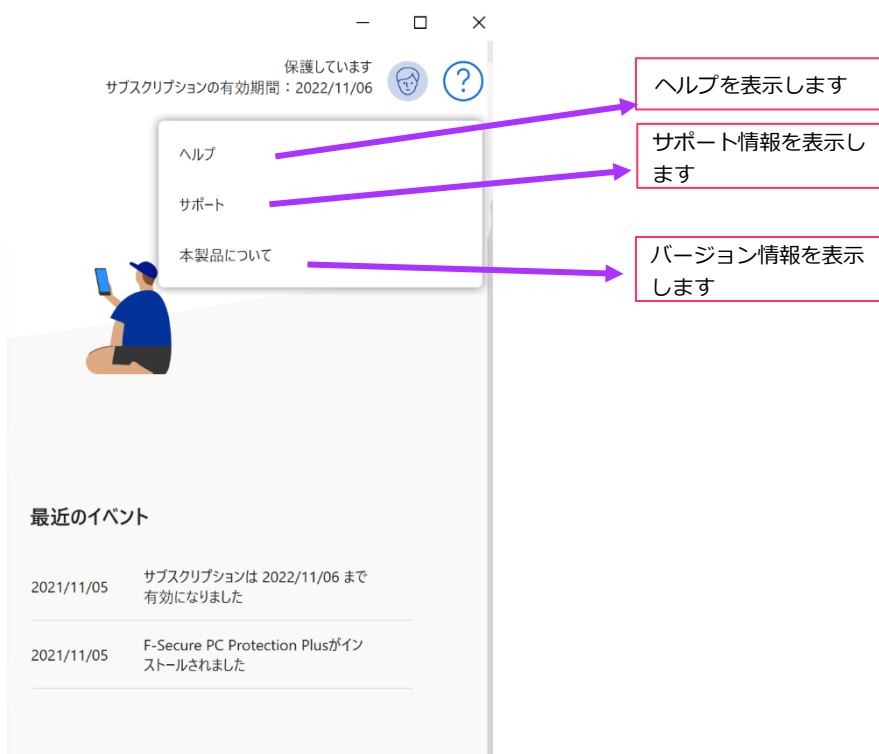 保護しています
サブスクリプションの有効期間：2022/11/06
?
ヘルプ
サポート
本製品について
ヘルプを表示します
サポート情報を表示し
ます
バージョン情報を表示
します
最近のイベント
2021/11/05
サブスクリプションは 2022/11/06 まで
有効になりました
2021/11/05
F-Secure PC Protection Plusがイン
ストールされました